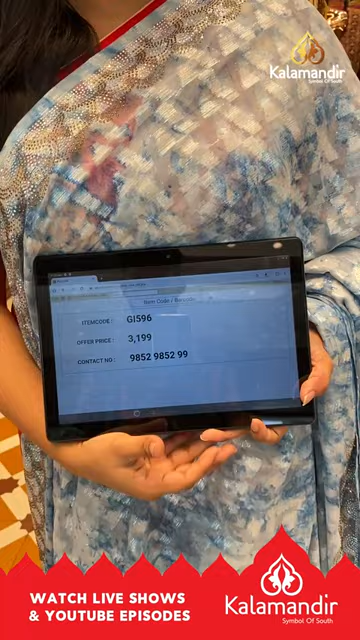 Kalamandir
Symbol Of South
Item Code / Barcode
ITEMCODE : GI596
OFFER PRICE : 3,199
CONTACT NO : 9852 9852 99
WATCH LIVE SHOWS
& YOUTUBE EPISODES
Kalamandir
Symbol Of South